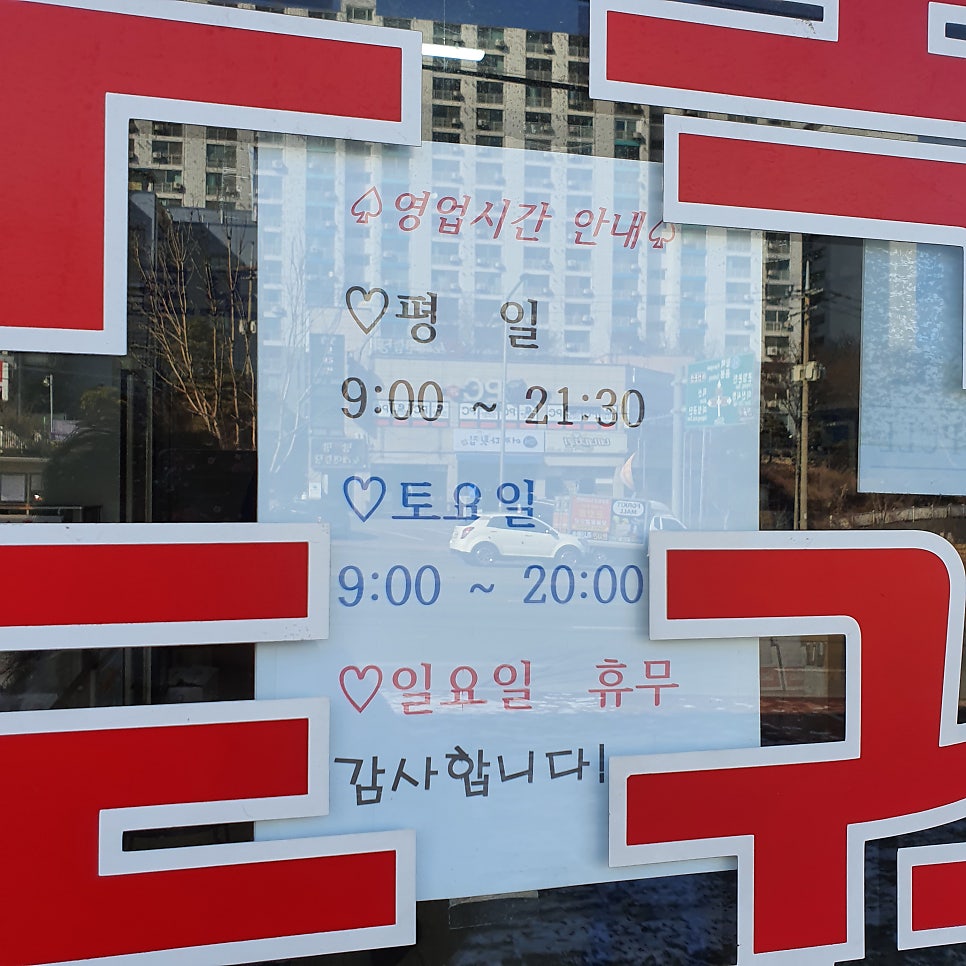 ♤영업시간 안내♤
♡평 일
9:00 ~ 21:30
♡토요일
9:00 ~ 20:00
♡일요일 휴무
감사합니다!